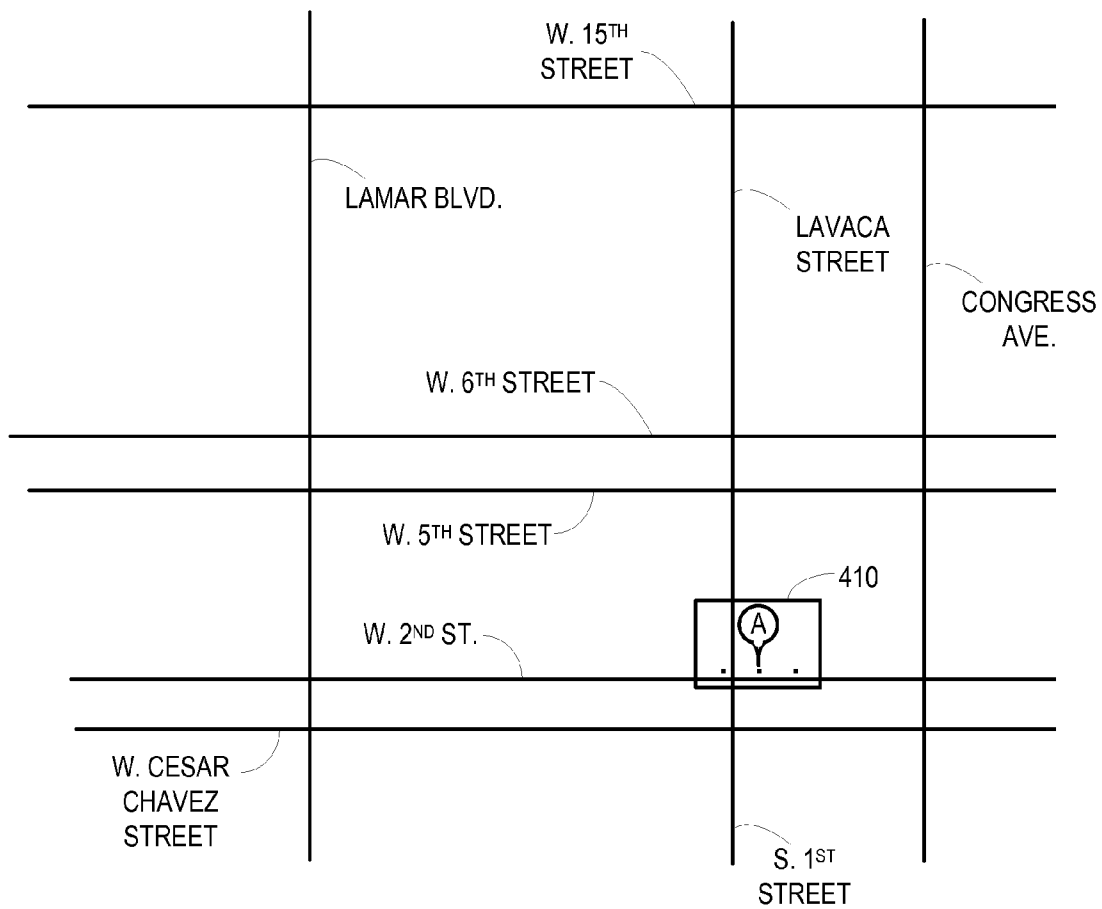 W. 15TH
STREET
LAMAR BLVD.
LAVACA
STREET
CONGRESS
AVE.
W. 6TH STREET
W. 5TH STREET
410
A
W. 2ND ST.
W. CESAR
CHAVEZ
STREET
S. 1ST
STREET